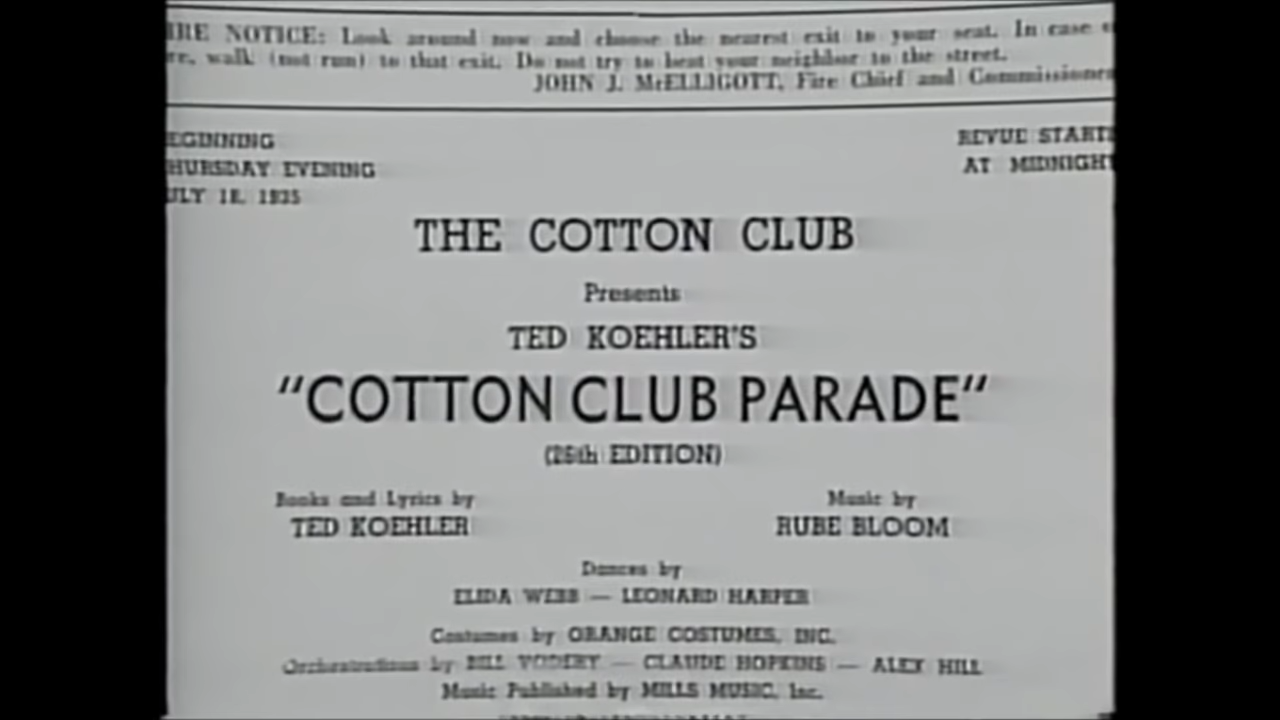 IRE NOTICE: Look around now and choose the nearest exit to your seat. In case o
re, walk (not run) to that exit. Do not try to beat your neighbor to the street.
JOHN J. McELLIGOTT, Fire Chief and Commissioner
EGINNING
HURSDAY EVENING
ULY 18, 1935
REVUE STARTS
AT MIDNIGHT
THE COTTON CLUB
Presents
TED KOEHLER'S
"COTTON CLUB PARADE"
(26th EDITION)
Books and Lyrics by
TED KOEHLER
Music by
RUBE BLOOM
Dances by
ELIDA WEBB — LEONARD HARPER
Costumes by ORANGE COSTUMES, INC.
Orchestrations by BILL VODERY — CLAUDE HOPKINS — ALEX HILL
Music Published by MILLS MUSIC, Inc.